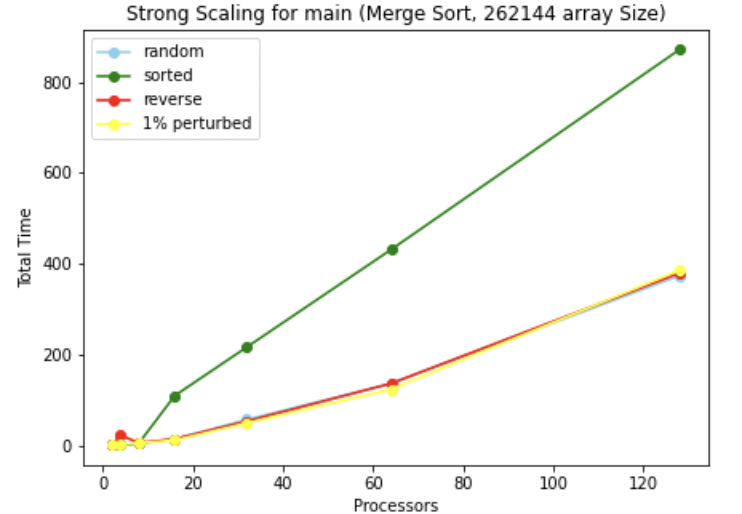 Strong Scaling for main (Merge Sort, 262144 array Size)
random
sorted
reverse
1% perturbed
Total Time
800
600
400
200
0
0 20 40 60 80 100 120
Processors